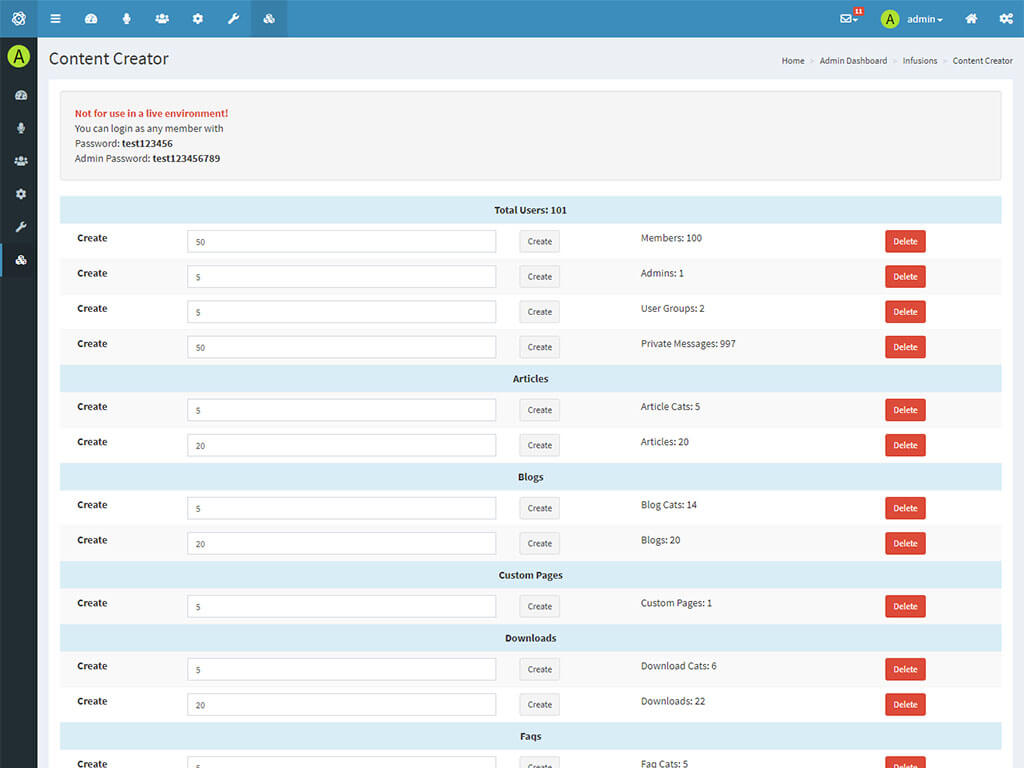 11
A admin
A
Content Creator
Home > Admin Dashboard > Infusions > Content Creator
Not for use in a live environment!
You can login as any member with
Password: test123456
Admin Password: test123456789
Total Users: 101
Create 50 Create Members: 100 Delete
Create 5 Create Admins: 1 Delete
Create 5 Create User Groups: 2 Delete
Create 50 Create Private Messages: 997 Delete
Articles
Create 5 Create Article Cats: 5 Delete
Create 20 Create Articles: 20 Delete
Blogs
Create 5 Create Blog Cats: 14 Delete
Create 20 Create Blogs: 20 Delete
Custom Pages
Create 5 Create Custom Pages: 1 Delete
Downloads
Create 5 Create Download Cats: 6 Delete
Create 20 Create Downloads: 22 Delete
Faqs
Create 5 Create Faq Cats: 5 Delete